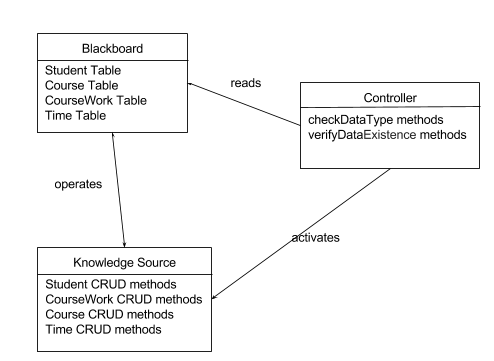 Blackboard
Student Table
Course Table
CourseWork Table
Time Table
reads
Controller
checkDataType methods
verifyDataExistence methods
operates
activates
Knowledge Source
Student CRUD methods
CourseWork CRUD methods
Course CRUD methods
Time CRUD methods